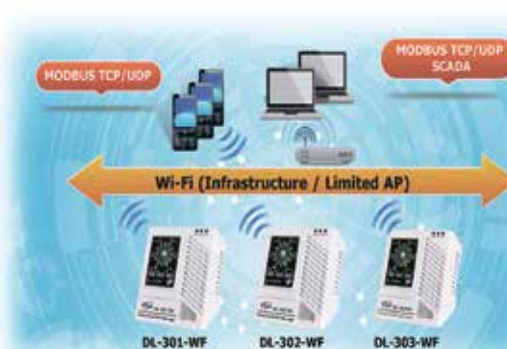 MODBUS TCP/UDP
MODBUS TCP/UDP
SCADA
Wi-Fi (Infrastructure / Limited AP)
DL-301-WF
DL-302-WF
DL-303-WF